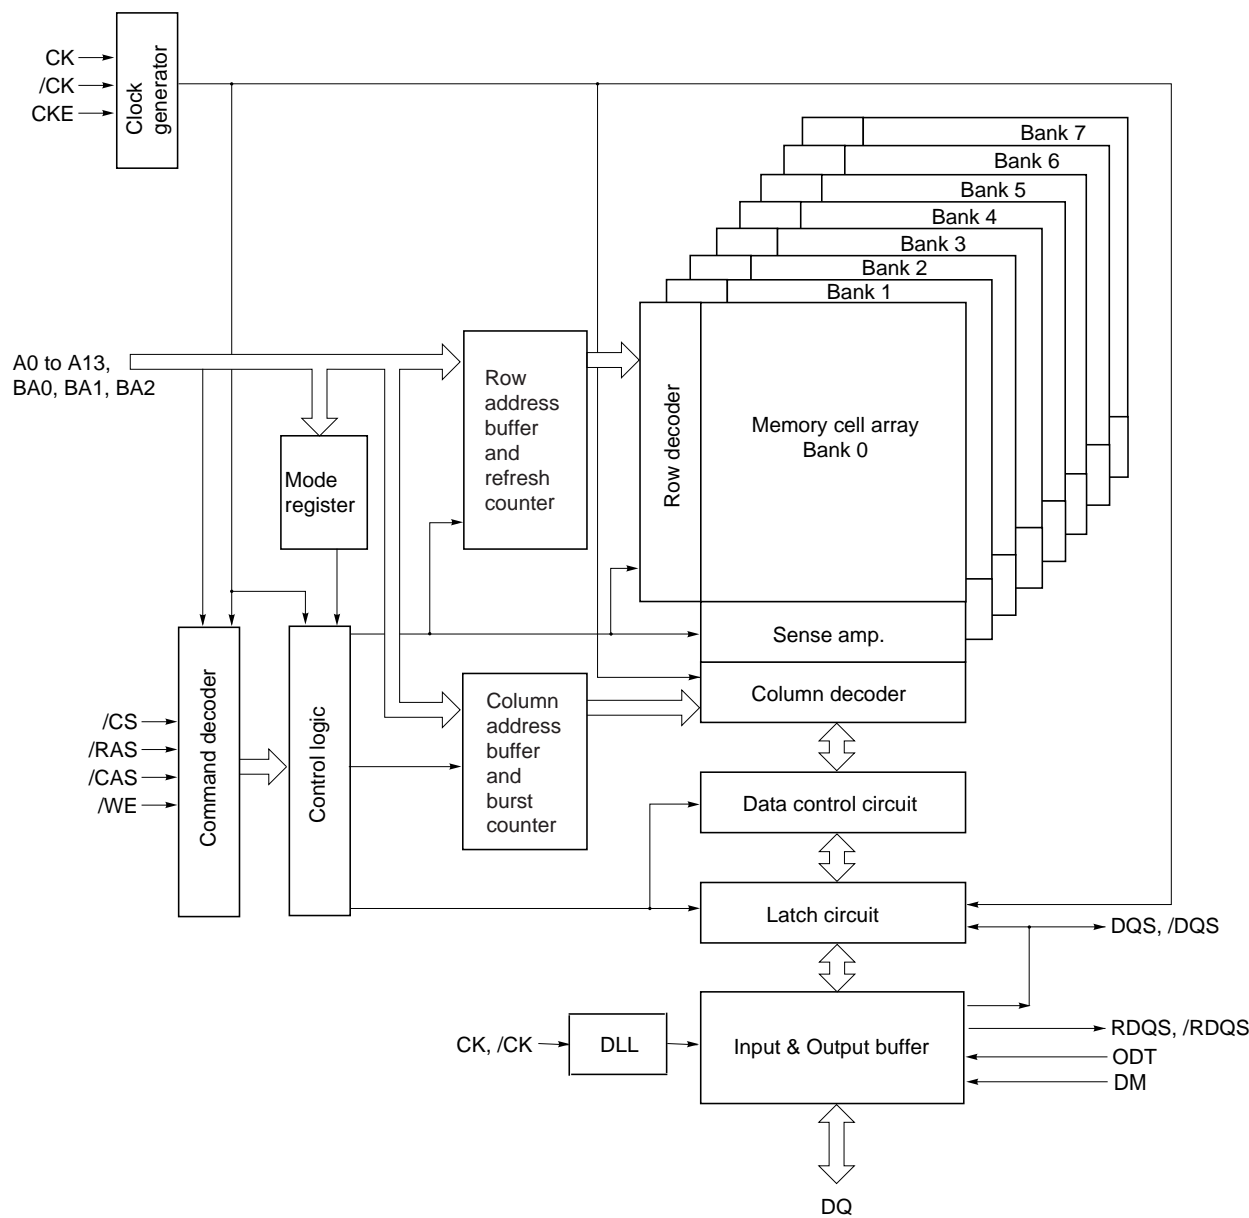 CK
/CK
CKE
Clock
generator
Bank 7
Bank 6
Bank 5
Bank 4
Bank 3
Bank 2
Bank 1
A0 to A13,
BA0, BA1, BA2
Mode
register
Row
address
buffer
and
refresh
counter
Row decoder
Memory cell array
Bank 0
Sense amp.
Column decoder
/CS
/RAS
/CAS
/WE
Command decoder
Control logic
Column
address
buffer
and
burst
counter
Data control circuit
Latch circuit
DQS, /DQS
CK, /CK
DLL
Input & Output buffer
RDQS, /RDQS
ODT
DM
DQ